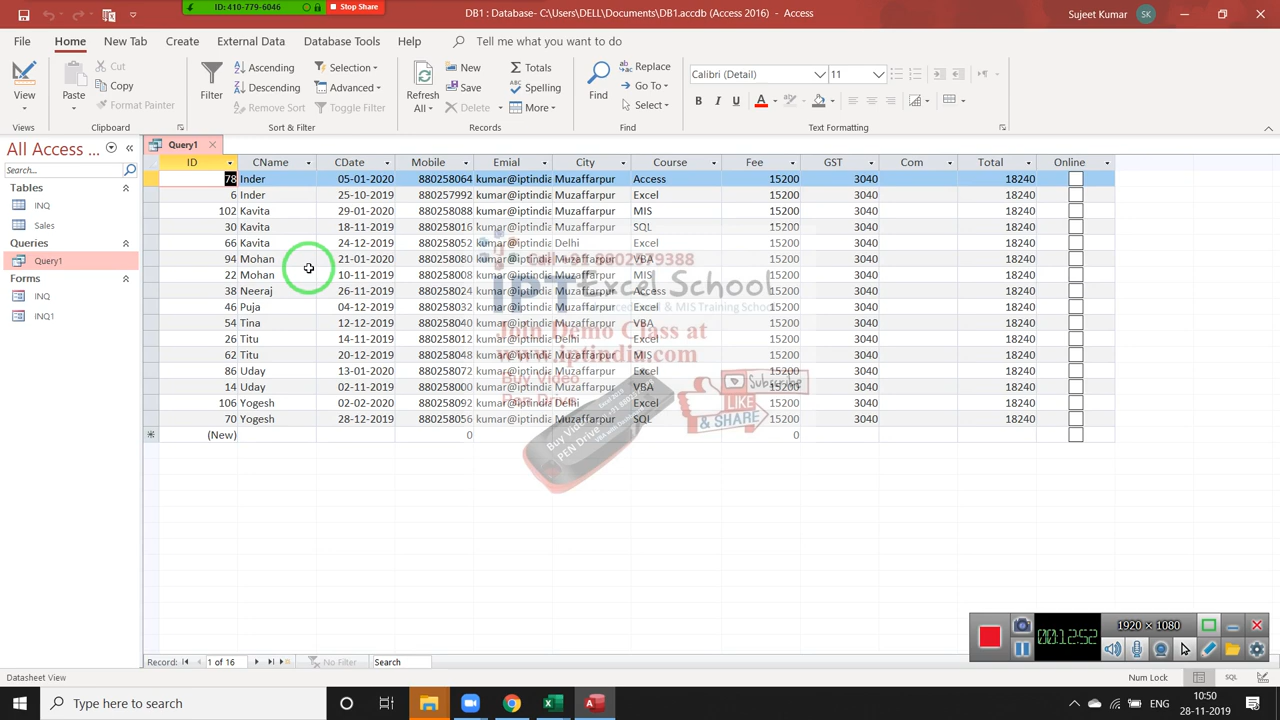 ID: 410-779-6046
Stop Share
DB1 : Database- C:\Users\DELL\Documents\DB1.accdb (Access 2016) - Access
Sujeet Kumar
SK
File
Home
New Tab
Create
External Data
Database Tools
Help
Tell me what you want to do
View
Views
Paste
Cut
Copy
Format Painter
Clipboard
Filter
Ascending
Descending
Remove Sort
Selection
Advanced
Toggle Filter
Sort & Filter
Refresh All
New
Save
Delete
Totals
Spelling
More
Records
Find
Replace
Go To
Select
Find
Calibri (Detail)
11
B
I
U
Text Formatting
All Access ...
Search...
Tables
INQ
Sales
Queries
Query1
Forms
INQ
INQ1
Query1
ID CName CDate Mobile Emial City Course Fee GST Com Total Online
78 Inder 05-01-2020 880258064 kumar@iptindia Muzaffarpur Access 15200 3040 18240
6 Inder 25-10-2019 880257992 kumar@iptindia Muzaffarpur Excel 15200 3040 18240
102 Kavita 29-01-2020 880258088 kumar@iptindia Muzaffarpur MIS 15200 3040 18240
30 Kavita 18-11-2019 880258016 kumar@iptindia Muzaffarpur SQL 15200 3040 18240
66 Kavita 24-12-2019 880258052 kumar@iptindia Delhi Excel 15200 3040 18240
94 Mohan 21-01-2020 880258080 kumar@iptindia Muzaffarpur VBA 15200 3040 18240
22 Mohan 10-11-2019 880258008 kumar@iptindia Muzaffarpur MIS 15200 3040 18240
38 Neeraj 26-11-2019 880258024 kumar@iptindia Muzaffarpur Access 15200 3040 18240
46 Puja 04-12-2019 880258032 kumar@iptindia Muzaffarpur Excel 15200 3040 18240
54 Tina 12-12-2019 880258040 kumar@iptindia Muzaffarpur VBA 15200 3040 18240
26 Titu 14-11-2019 880258012 kumar@iptindia Delhi Excel 15200 3040 18240
62 Titu 20-12-2019 880258048 kumar@iptindia Muzaffarpur MIS 15200 3040 18240
86 Uday 13-01-2020 880258072 kumar@iptindia Muzaffarpur Excel 15200 3040 18240
14 Uday 02-11-2019 880258000 kumar@iptindia Muzaffarpur VBA 15200 3040 18240
106 Yogesh 02-02-2020 880258092 kumar@iptindia Delhi Excel 15200 3040 18240
70 Yogesh 28-12-2019 880258056 kumar@iptindia Muzaffarpur SQL 15200 3040 18240
(New) 0 0
IPT Excel School
& MIS Training School
Join Demo Class at
www.iptindia.com
Buy Video
Pen Drive
Buy Video
PEN Drive
Subscribe
LIKE
& SHARE
1920 × 1080
00:12:52
Record: 1 of 16 No Filter Search
Datasheet View
Num Lock
SQL
Type here to search
ENG
10:50
28-11-2019